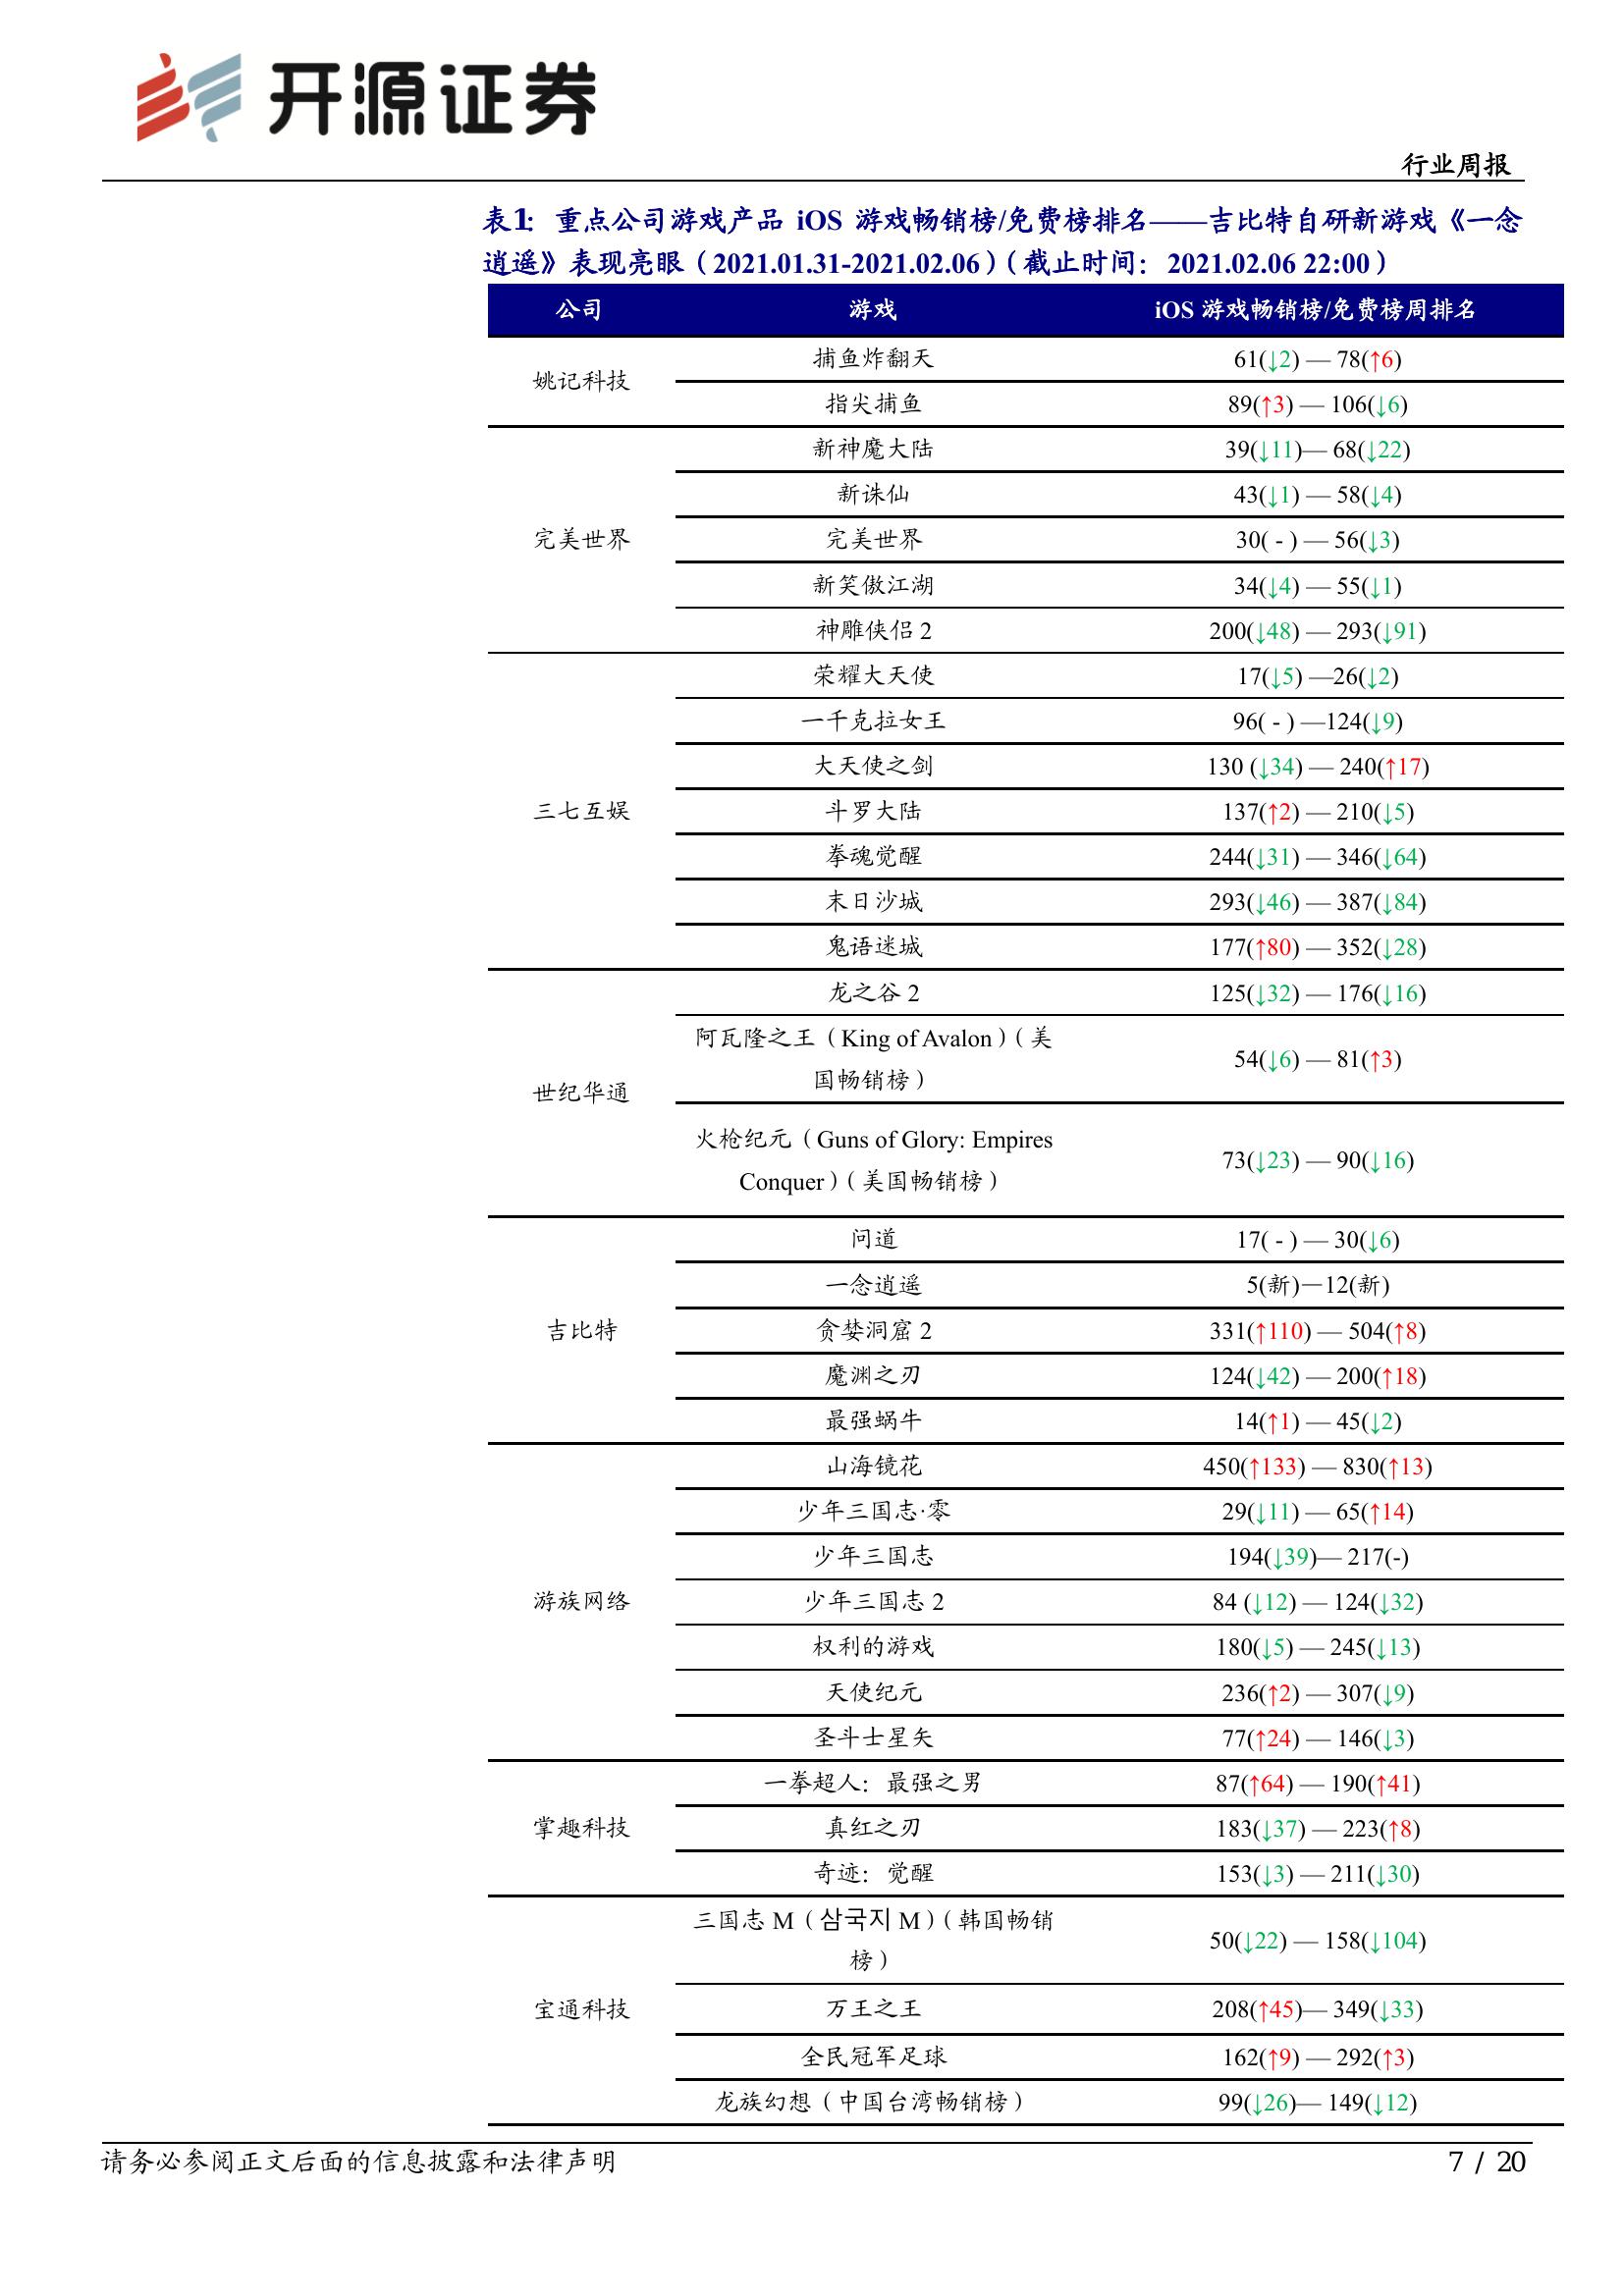 开源证券
行业周报
表1: 重点公司游戏产品 iOS 游戏畅销榜/免费榜排名——吉比特自研新游戏《一念
逍遥》表现亮眼（2021.01.31-2021.02.06）（截止时间：2021.02.06 22:00）
公司 游戏 iOS 游戏畅销榜/免费榜周排名
姚记科技
捕鱼炸翻天 61(↓2) — 78(↑6)
指尖捕鱼 89(↑3) — 106(↓6)
完美世界
新神魔大陆 39(↓11)— 68(↓22)
新诛仙 43(↓1) — 58(↓4)
完美世界 30( - ) — 56(↓3)
新笑傲江湖 34(↓4) — 55(↓1)
神雕侠侣 2 200(↓48) — 293(↓91)
三七互娱
荣耀大天使 17(↓5) —26(↓2)
一千克拉女王 96( - ) —124(↓9)
大天使之剑 130 (↓34) — 240(↑17)
斗罗大陆 137(↑2) — 210(↓5)
拳魂觉醒 244(↓31) — 346(↓64)
末日沙城 293(↓46) — 387(↓84)
鬼语迷城 177(↑80) — 352(↓28)
世纪华通
龙之谷 2 125(↓32) — 176(↓16)
阿瓦隆之王（King of Avalon）（美
国畅销榜） 54(↓6) — 81(↑3)
火枪纪元（Guns of Glory: Empires
Conquer）（美国畅销榜） 73(↓23) — 90(↓16)
吉比特
问道 17( - ) — 30(↓6)
一念逍遥 5(新)—12(新)
贪婪洞窟 2 331(↑110) — 504(↑8)
魔渊之刃 124(↓42) — 200(↑18)
最强蜗牛 14(↑1) — 45(↓2)
游族网络
山海镜花 450(↑133) — 830(↑13)
少年三国志·零 29(↓11) — 65(↑14)
少年三国志 194(↓39)— 217(-)
少年三国志 2 84 (↓12) — 124(↓32)
权利的游戏 180(↓5) — 245(↓13)
天使纪元 236(↑2) — 307(↓9)
圣斗士星矢 77(↑24) — 146(↓3)
掌趣科技
一拳超人：最强之男 87(↑64) — 190(↑41)
真红之刃 183(↓37) — 223(↑8)
奇迹：觉醒 153(↓3) — 211(↓30)
宝通科技
三国志 M（삼국지 M）（韩国畅销
榜） 50(↓22) — 158(↓104)
万王之王 208(↑45)— 349(↓33)
全民冠军足球 162(↑9) — 292(↑3)
龙族幻想（中国台湾畅销榜） 99(↓26)— 149(↓12)
请务必参阅正文后面的信息披露和法律声明 7 / 20